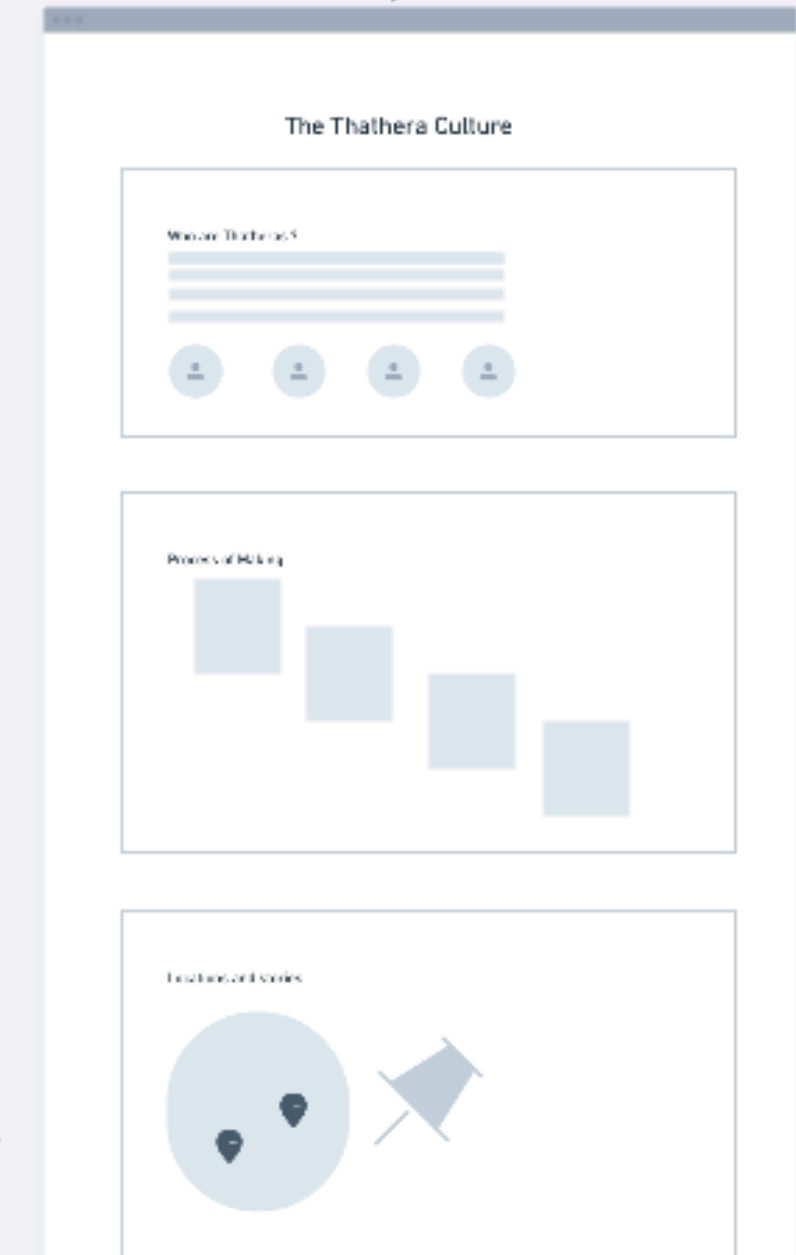 The Thathera Culture
Who are Thatheras ?
Process of Making
Locations and stories